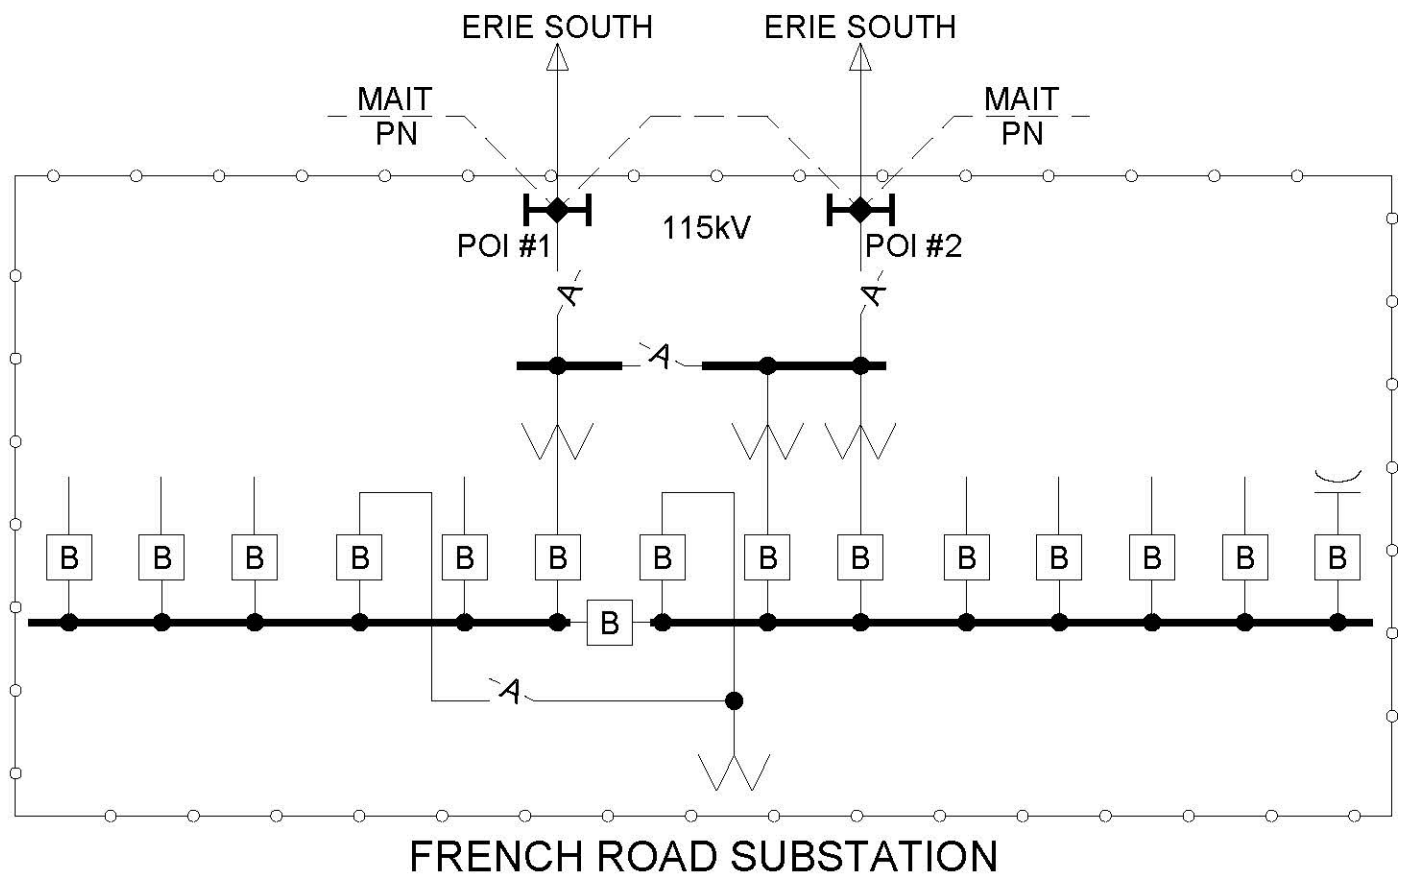 ERIE SOUTH ERIE SOUTH
MAIT MAIT
PN PN
POI #1 115kV POI #2
A A
A
B B B B B B B B B B B B B B
B
A
FRENCH ROAD SUBSTATION